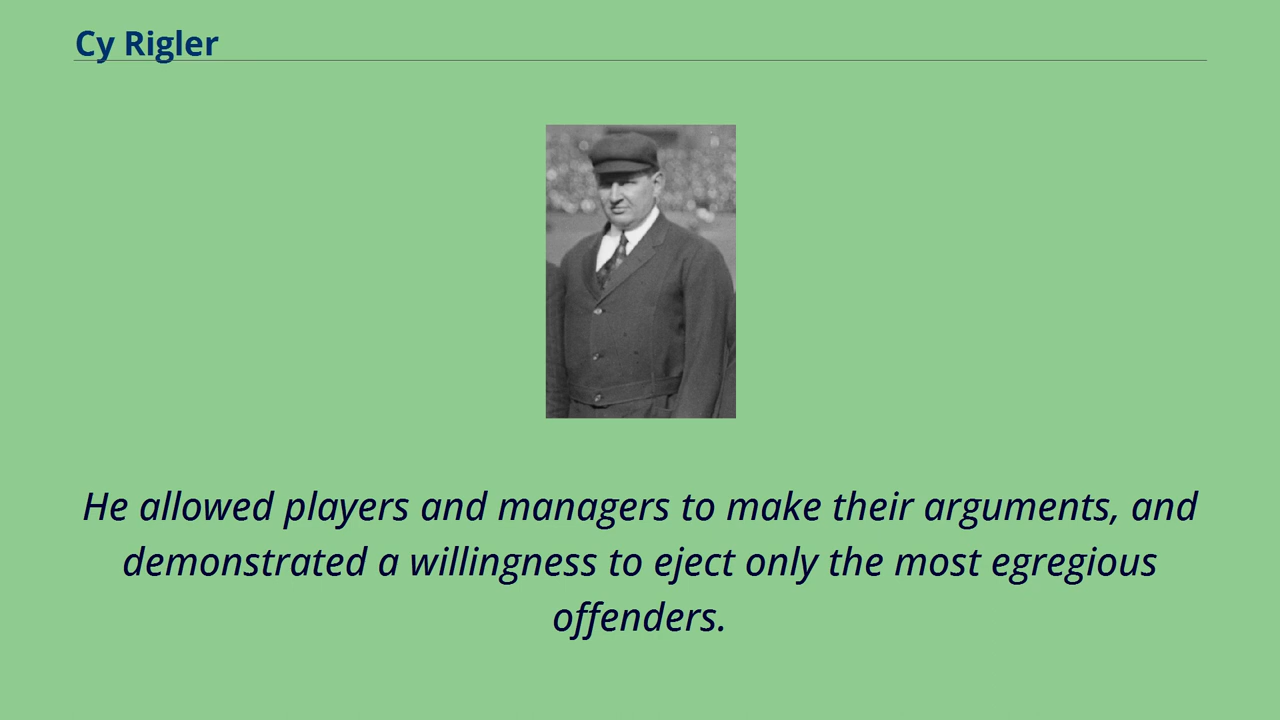 Cy Rigler
He allowed players and managers to make their arguments, and
demonstrated a willingness to eject only the most egregious
offenders.